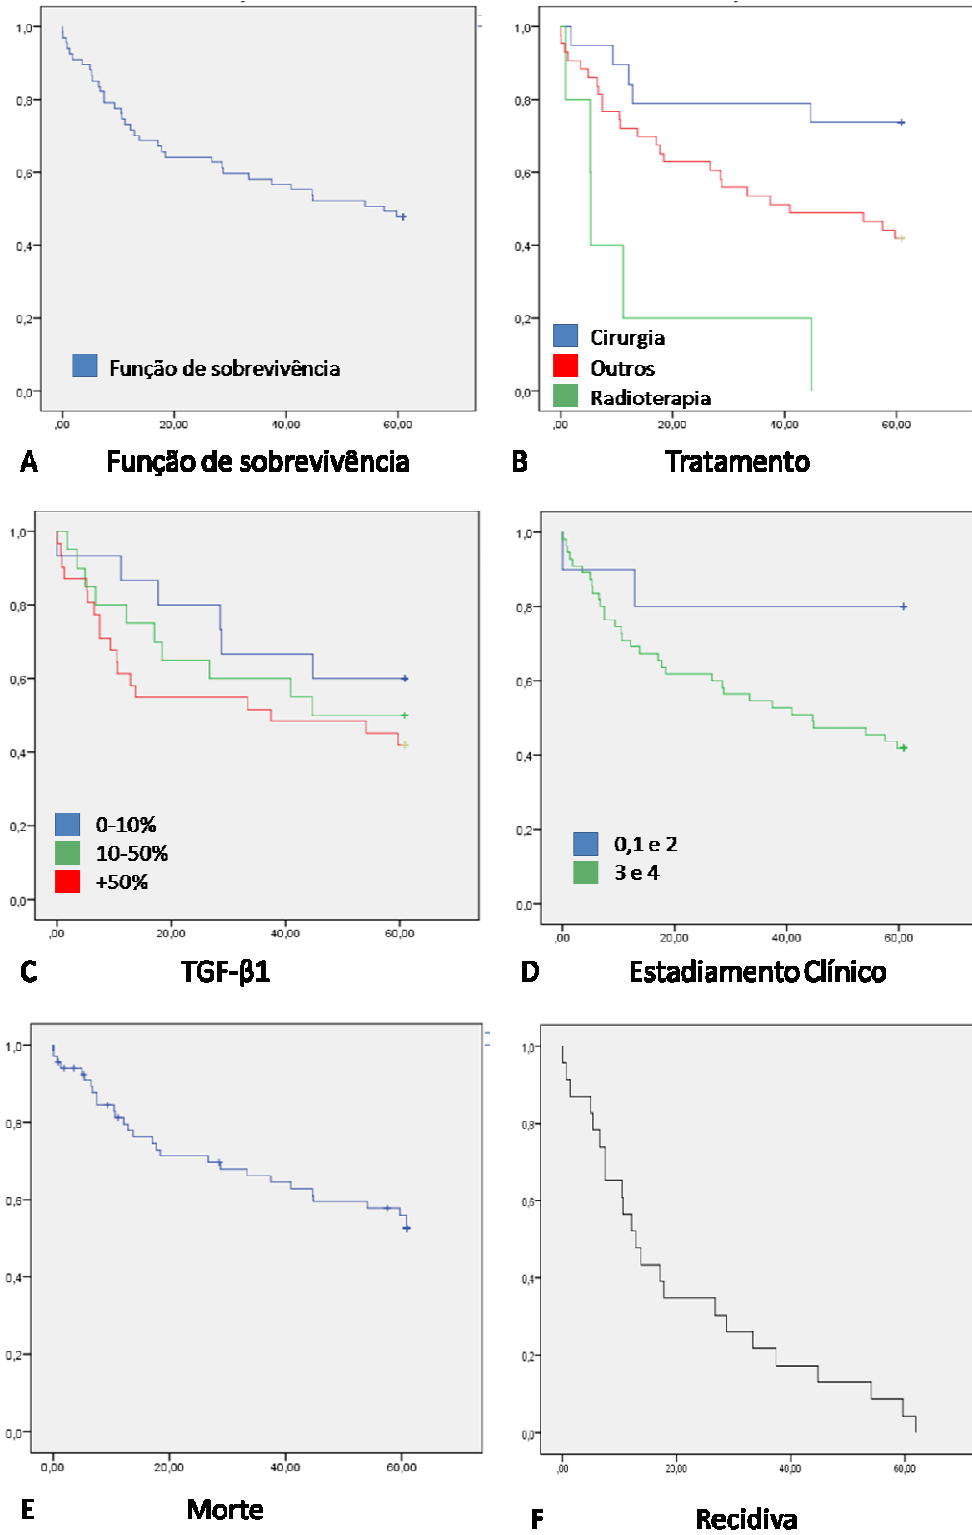 1,0
0,8
0,6
0,4
0,2
0,0
,00 20,00 40,00 60,00
Função de sobrevivência
A Função de sobrevivência
1,0
0,8
0,6
0,4
0,2
0,0
,00 20,00 40,00 60,00
Cirurgia
Outros
Radioterapia
B Tratamento
1,0
0,8
0,6
0,4
0,2
0,0
,00 20,00 40,00 60,00
0-10%
10-50%
+50%
C TGF-β1
1,0
0,8
0,6
0,4
0,2
0,0
,00 20,00 40,00 60,00
0,1 e 2
3 e 4
D Estadiamento Clínico
1,0
0,8
0,6
0,4
0,2
0,0
0,00 20,00 40,00 60,00
E Morte
1,0
0,8
0,6
0,4
0,2
0,0
,00 20,00 40,00 60,00
F Recidiva